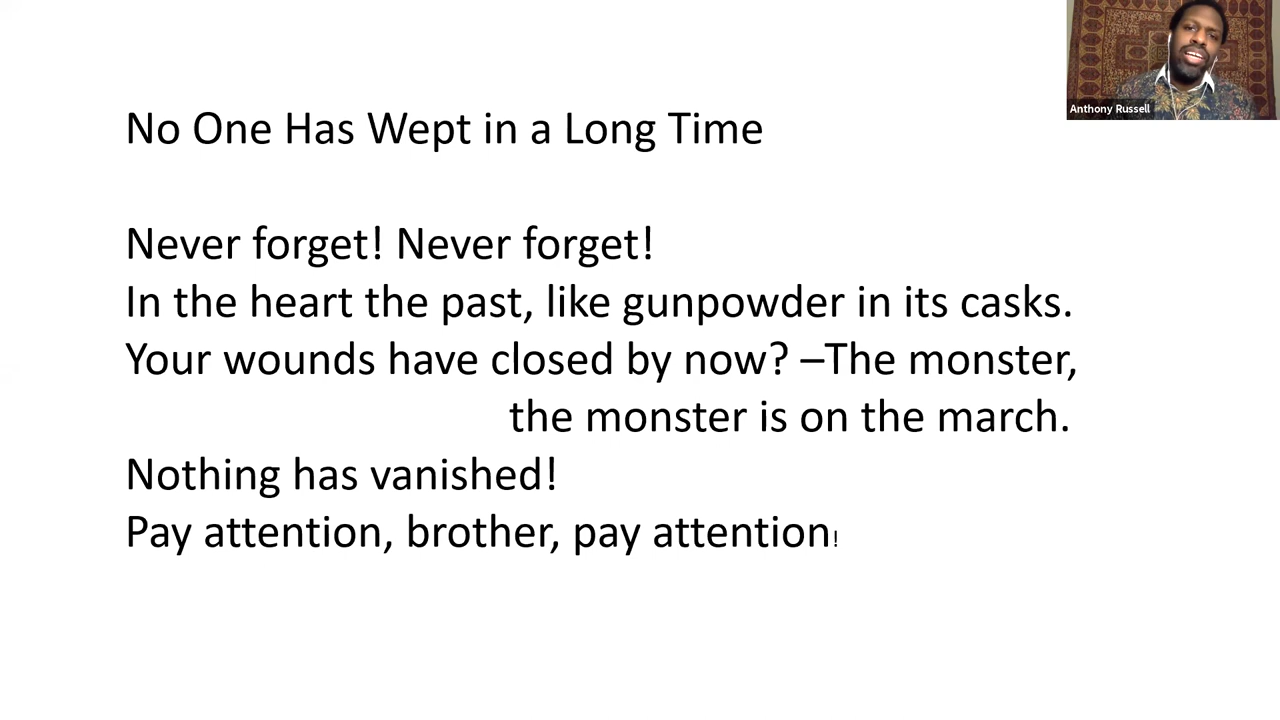 No One Has Wept in a Long Time
Never forget! Never forget!
In the heart the past, like gunpowder in its casks.
Your wounds have closed by now? –The monster,
the monster is on the march.
Nothing has vanished!
Pay attention, brother, pay attention!
Anthony Russell